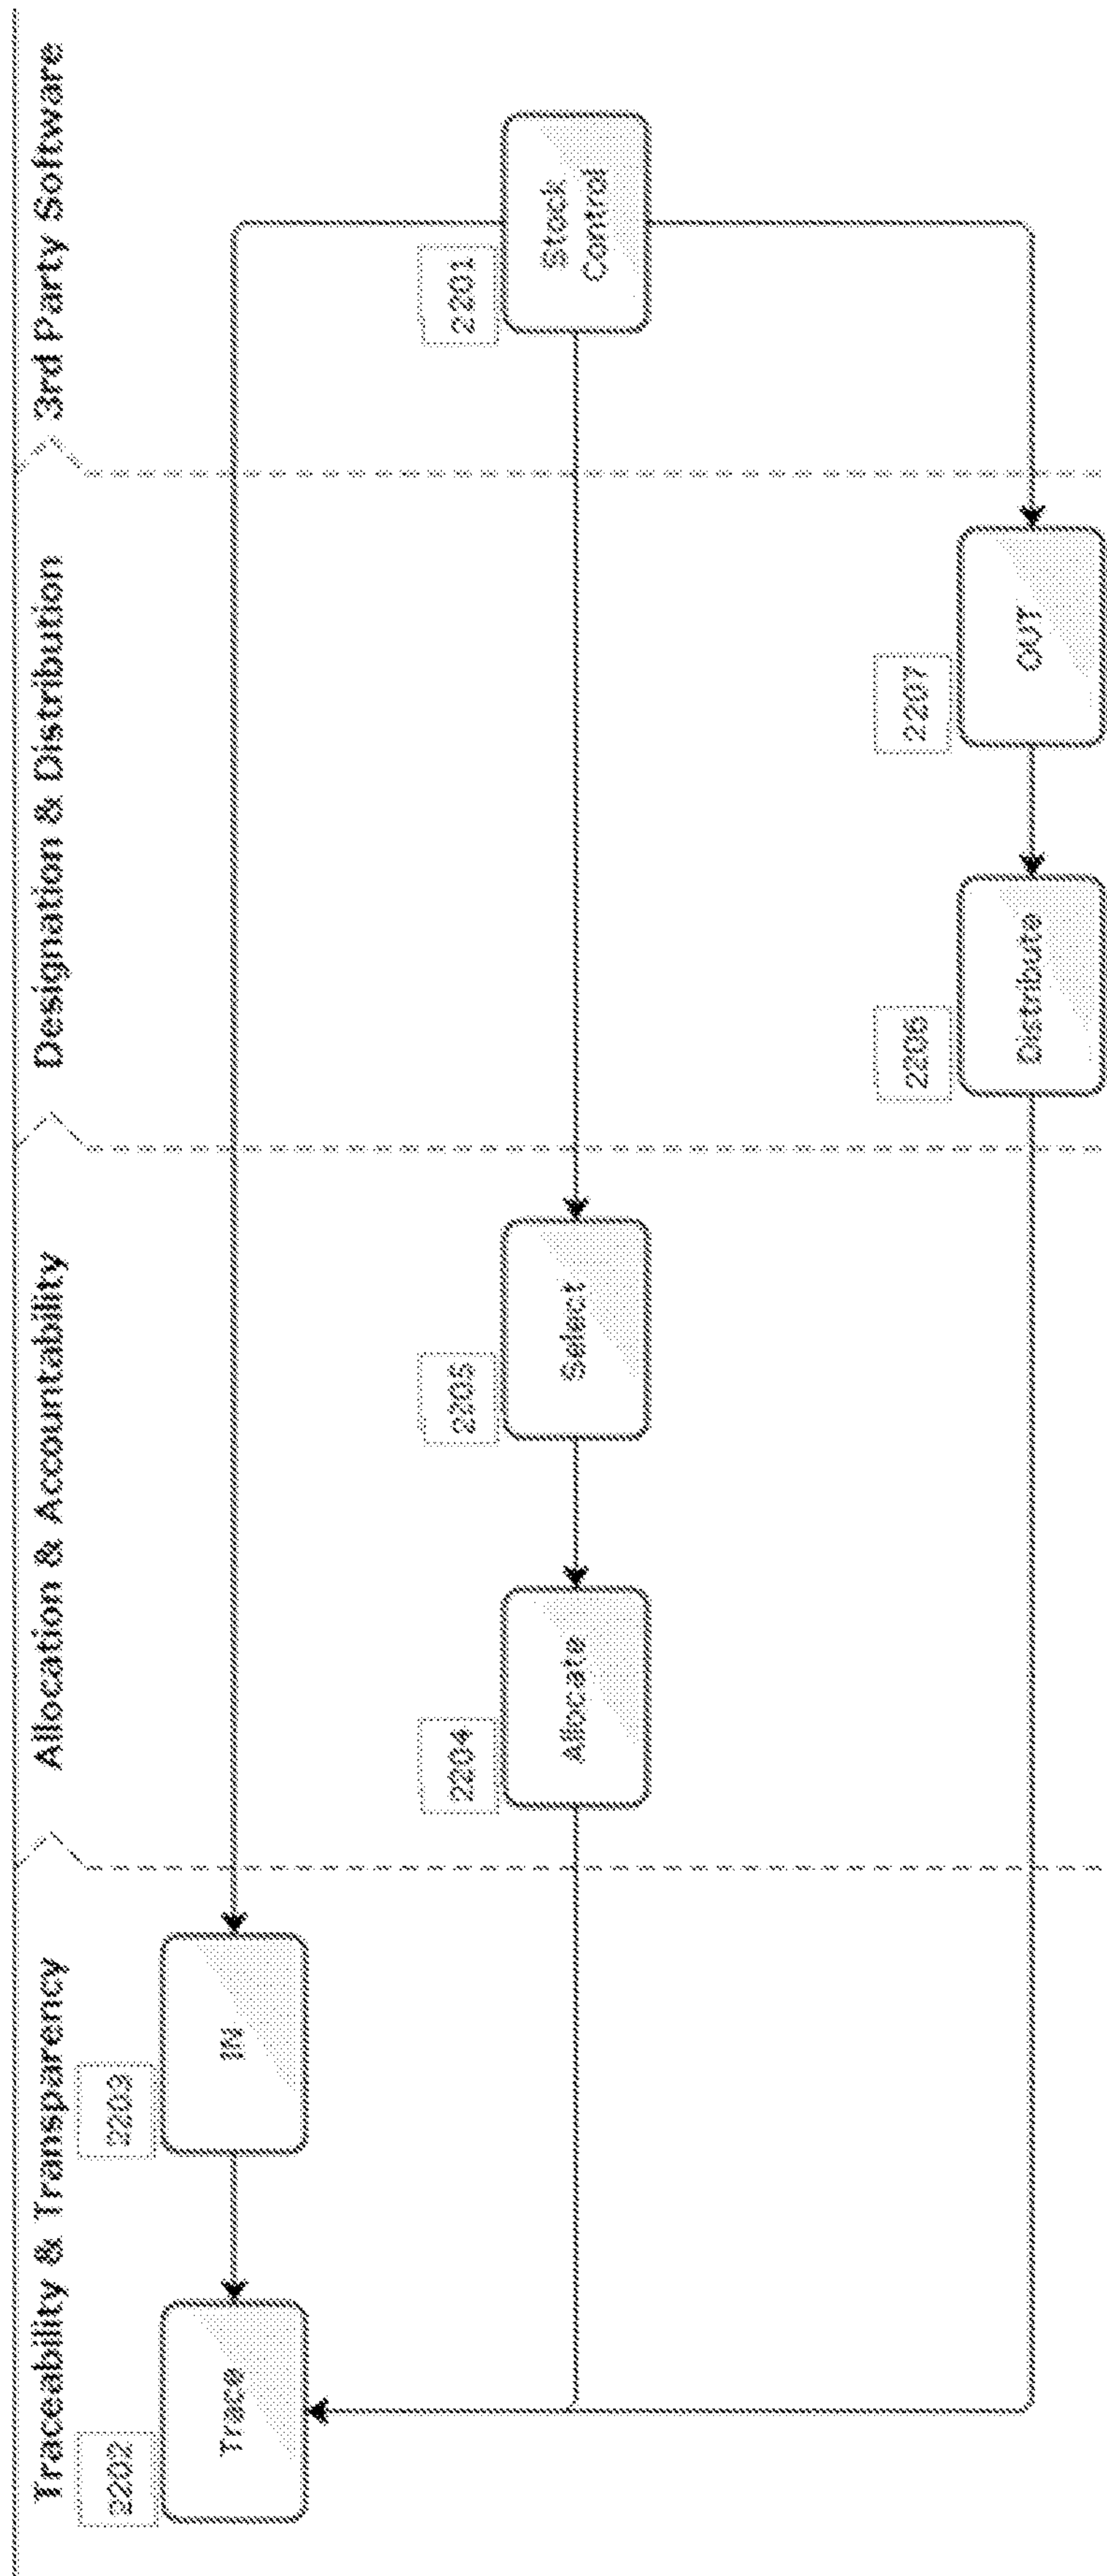 Traceability & Transparency
Allocation & Accountability
Designation & Distribution
3rd Party Software
2202
Trace
2203
IN
2204
Allocate
2205
Select
2201
Stock
Control
2206
Distribute
2207
OUT